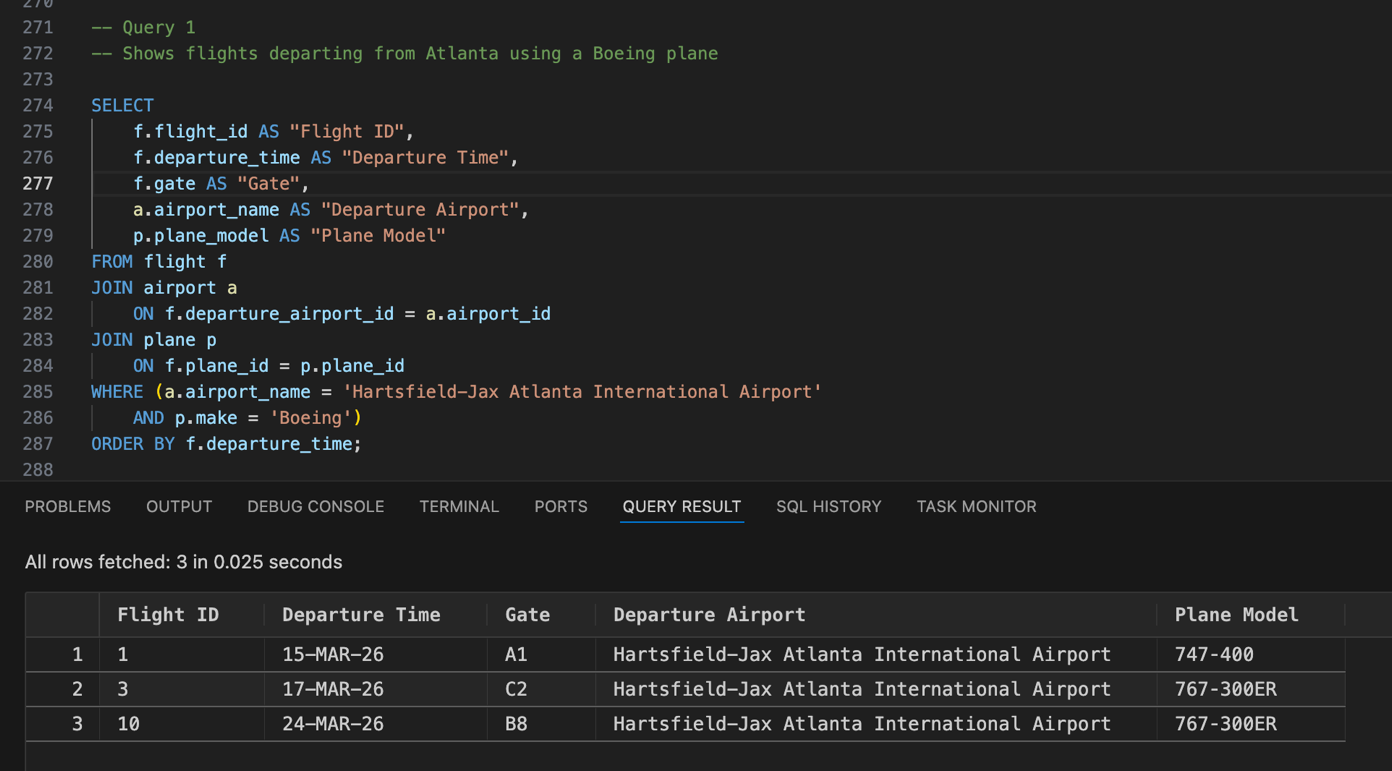 270
271 -- Query 1
272 -- Shows flights departing from Atlanta using a Boeing plane
273
274 SELECT
275 f.flight_id AS "Flight ID",
276 f.departure_time AS "Departure Time",
277 f.gate AS "Gate",
278 a.airport_name AS "Departure Airport",
279 p.plane_model AS "Plane Model"
280 FROM flight f
281 JOIN airport a
282 ON f.departure_airport_id = a.airport_id
283 JOIN plane p
284 ON f.plane_id = p.plane_id
285 WHERE (a.airport_name = 'Hartsfield-Jax Atlanta International Airport'
286 AND p.make = 'Boeing')
287 ORDER BY f.departure_time;
288
PROBLEMS OUTPUT DEBUG CONSOLE TERMINAL PORTS QUERY RESULT SQL HISTORY TASK MONITOR
All rows fetched: 3 in 0.025 seconds
Flight ID Departure Time Gate Departure Airport Plane Model
1 1 15-MAR-26 A1 Hartsfield-Jax Atlanta International Airport 747-400
2 3 17-MAR-26 C2 Hartsfield-Jax Atlanta International Airport 767-300ER
3 10 24-MAR-26 B8 Hartsfield-Jax Atlanta International Airport 767-300ER